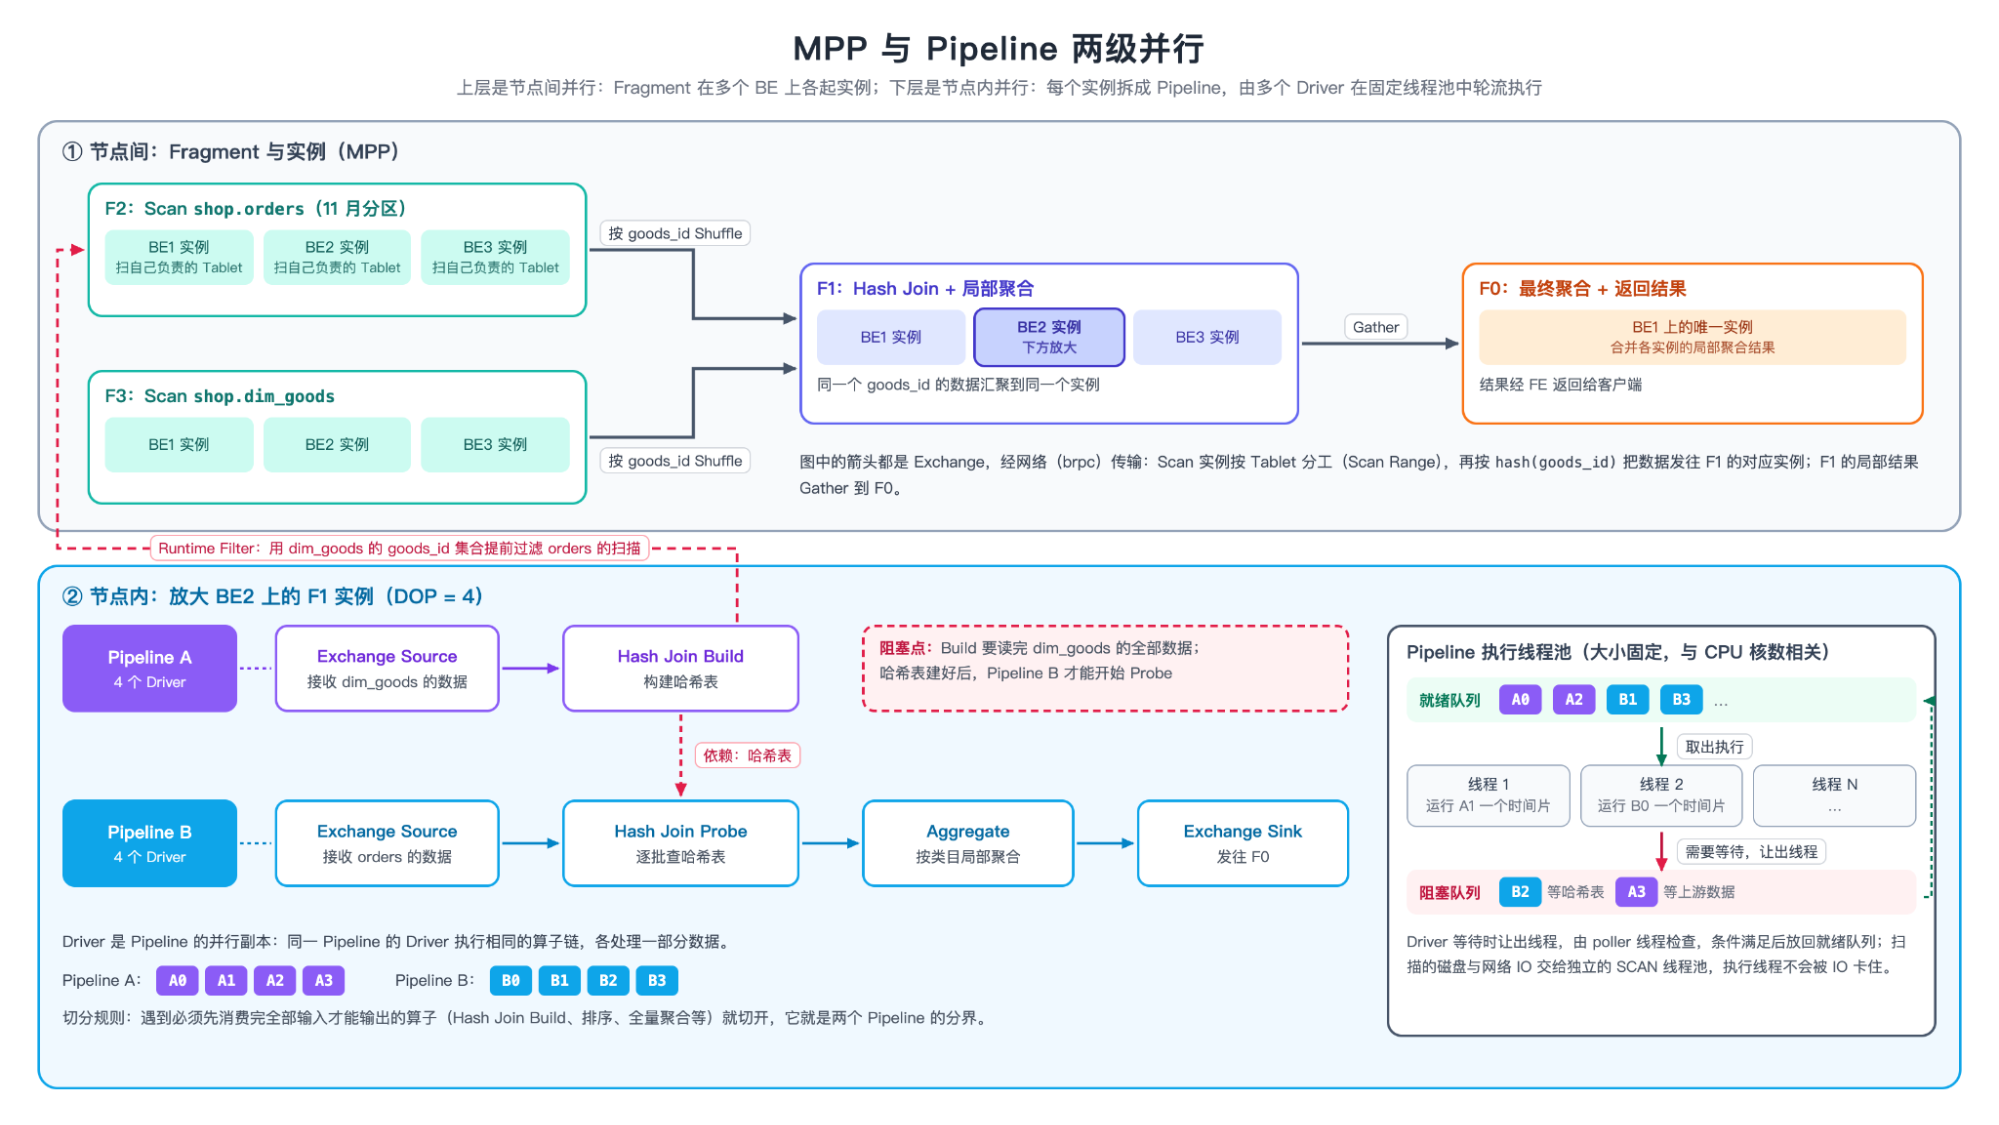 MPP 与 Pipeline 两级并行
上层是节点间并行：Fragment 在多个 BE 上各起实例；下层是节点内并行：每个实例拆成 Pipeline，由多个 Driver 在固定线程池中轮流执行
① 节点间：Fragment 与实例（MPP）
F2：Scan shop.orders（11 月分区）
BE1 实例
扫自己负责的 Tablet
BE2 实例
扫自己负责的 Tablet
BE3 实例
扫自己负责的 Tablet
按 goods_id Shuffle
F3：Scan shop.dim_goods
BE1 实例
BE2 实例
BE3 实例
按 goods_id Shuffle
F1：Hash Join + 局部聚合
BE1 实例
BE2 实例
下方放大
BE3 实例
同一个 goods_id 的数据汇聚到同一个实例
Gather
F0：最终聚合 + 返回结果
BE1 上的唯一实例
合并各实例的局部聚合结果
结果经 FE 返回给客户端
图中的箭头都是 Exchange，经网络（brpc）传输：Scan 实例按 Tablet 分工（Scan Range），再按 hash(goods_id) 把数据发往 F1 的对应实例；F1 的局部结果
Gather 到 F0。
Runtime Filter：用 dim_goods 的 goods_id 集合提前过滤 orders 的扫描
② 节点内：放大 BE2 上的 F1 实例（DOP = 4）
Pipeline A
4 个 Driver
Exchange Source
接收 dim_goods 的数据
Hash Join Build
构建哈希表
阻塞点：Build 要读完 dim_goods 的全部数据；
哈希表建好后，Pipeline B 才能开始 Probe
依赖：哈希表
Pipeline B
4 个 Driver
Exchange Source
接收 orders 的数据
Hash Join Probe
逐批查哈希表
Aggregate
按类目局部聚合
Exchange Sink
发往 F0
Driver 是 Pipeline 的并行副本：同一 Pipeline 的 Driver 执行相同的算子链，各处理一部分数据。
Pipeline A： A0 A1 A2 A3 Pipeline B： B0 B1 B2 B3
切分规则：遇到必须先消费完全部输入才能输出的算子（Hash Join Build、排序、全量聚合等）就切开，它就是两个 Pipeline 的分界。
Pipeline 执行线程池（大小固定，与 CPU 核数相关）
就绪队列 A0 A2 B1 B3 …
取出执行
线程 1
运行 A1 一个时间片
线程 2
运行 B0 一个时间片
线程 N
…
需要等待，让出线程
阻塞队列 B2 等哈希表 A3 等上游数据
Driver 等待时让出线程，由 poller 线程检查，条件满足后放回就绪队列；扫
描的磁盘与网络 IO 交给独立的 SCAN 线程池，执行线程不会被 IO 卡住。